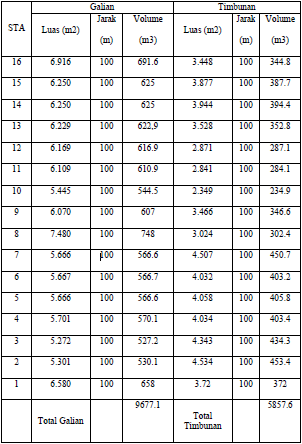 STA Galian Timbunan
Luas (m2) Jarak (m) Volume (m3) Luas (m2) Jarak (m) Volume (m3)
16 6.916 100 691.6 3.448 100 344.8
15 6.250 100 625 3.877 100 387.7
14 6.250 100 625 3.944 100 394.4
13 6.229 100 622,9 3.528 100 352.8
12 6.169 100 616.9 2.871 100 287.1
11 6.109 100 610.9 2.841 100 284.1
10 5.445 100 544.5 2.349 100 234.9
9 6.070 100 607 3.466 100 346.6
8 7.480 100 748 3.024 100 302.4
7 5.666 100 566.6 4.507 100 450.7
6 5.667 100 566.7 4.032 100 403.2
5 5.666 100 566.6 4.058 100 405.8
4 5.701 100 570.1 4.034 100 403.4
3 5.272 100 527.2 4.343 100 434.3
2 5.301 100 530.1 4.534 100 453.4
1 6.580 100 658 3.72 100 372
Total Galian 9677.1 Total Timbunan 5857.6